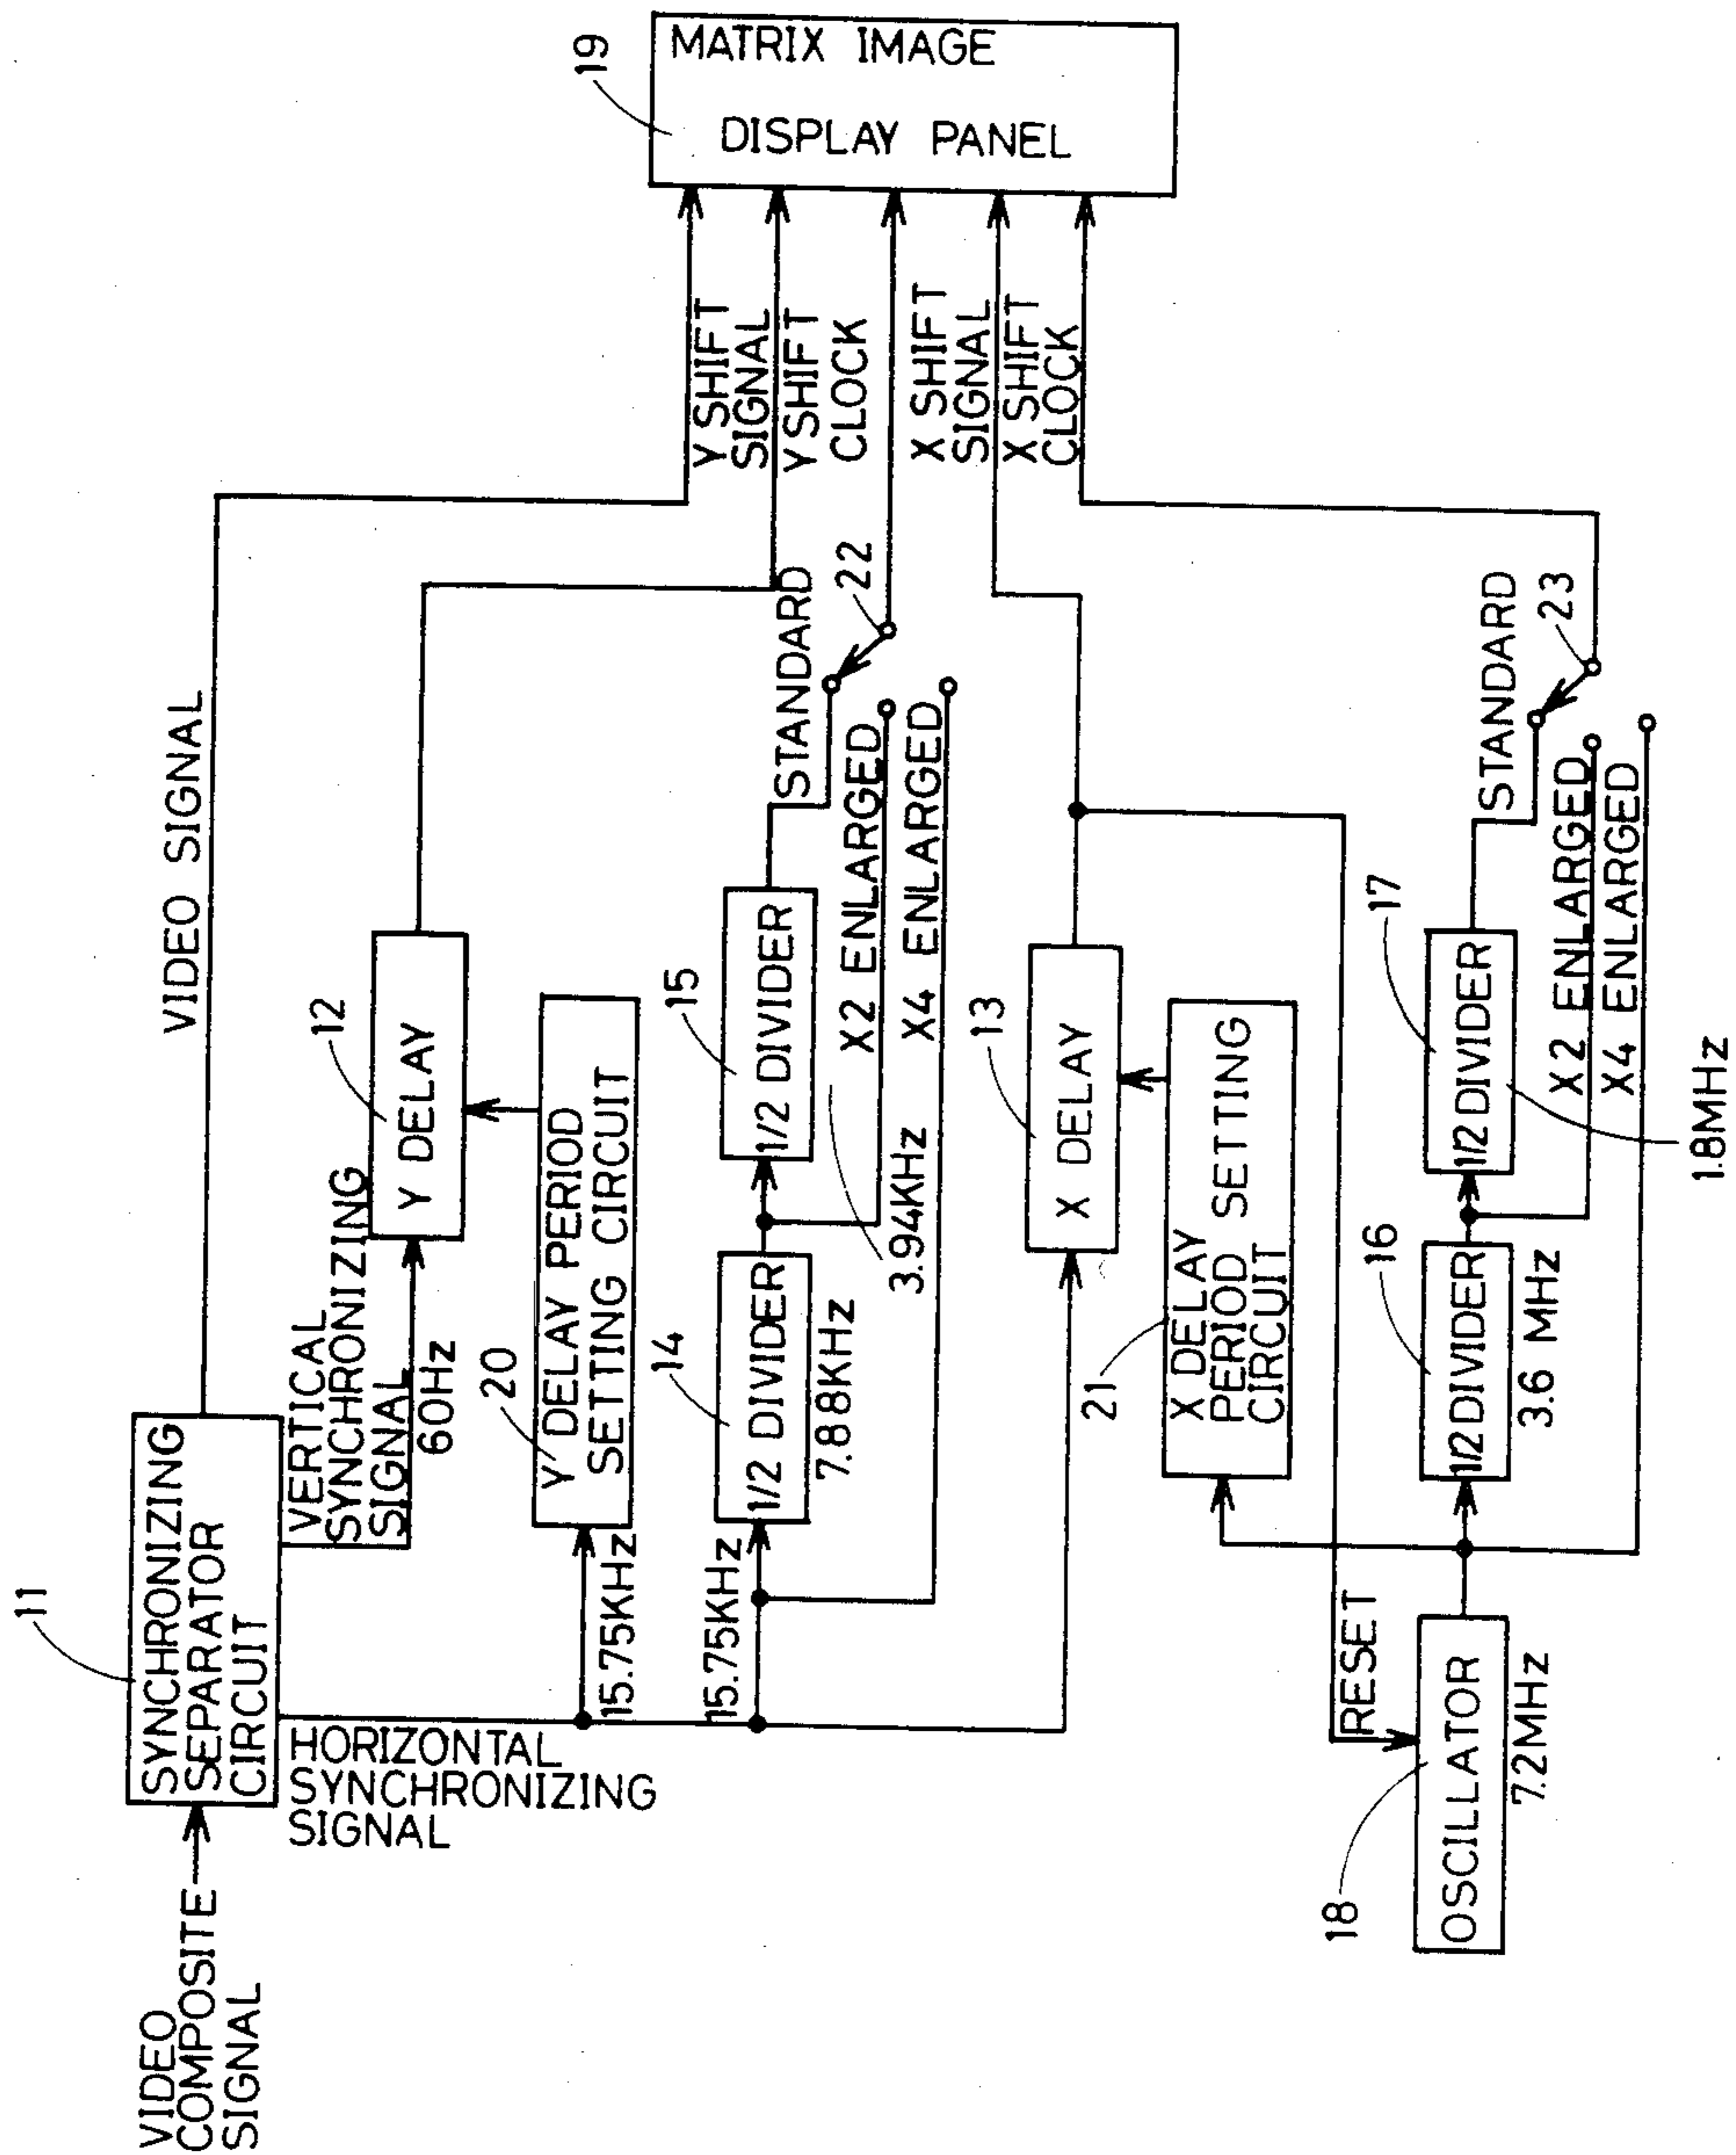 VIDEO
COMPOSITE
SIGNAL
11
SYNCHRONIZING
SEPARATOR
CIRCUIT
VIDEO SIGNAL
VERTICAL
SYNCHRONIZING
SIGNAL
60Hz
HORIZONTAL
SYNCHRONIZING
SIGNAL
12
Y DELAY
20
Y DELAY PERIOD
SETTING CIRCUIT
15.75KHz
15.75KHz
14
1/2 DIVIDER
7.88KHz
15
1/2 DIVIDER
3.94KHz
STANDARD
X2 ENLARGED
X4 ENLARGED
22
13
X DELAY
21
X DELAY
PERIOD SETTING
CIRCUIT
RESET
18
OSCILLATOR
7.2MHz
16
1/2 DIVIDER
3.6 MHz
17
1/2 DIVIDER
1.8MHz
STANDARD
X2 ENLARGED
X4 ENLARGED
23
Y SHIFT
SIGNAL
Y SHIFT
CLOCK
X SHIFT
SIGNAL
X SHIFT
CLOCK
19
MATRIX IMAGE
DISPLAY PANEL